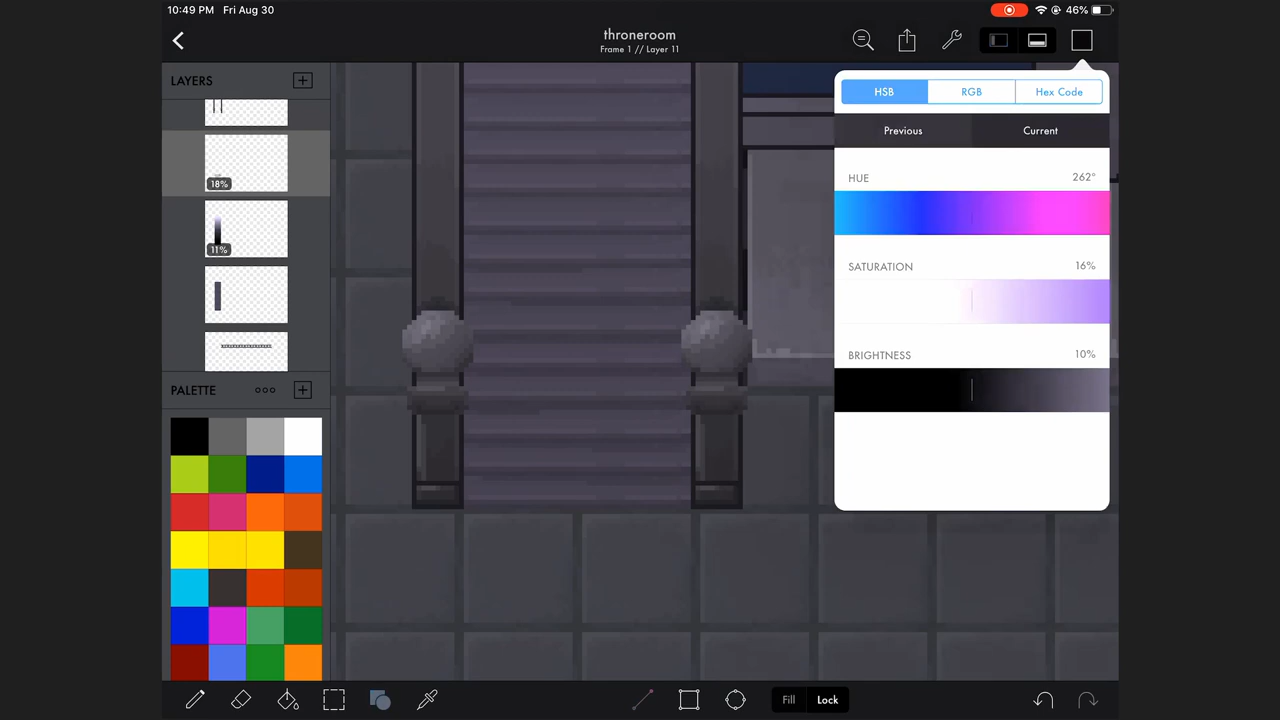 10:49 PM Fri Aug 30
46%
throneroom
Frame 1 // Layer 11
LAYERS
18%
11%
PALETTE
HSB
RGB
Hex Code
Previous
Current
HUE
262°
SATURATION
16%
BRIGHTNESS
10%
Fill
Lock